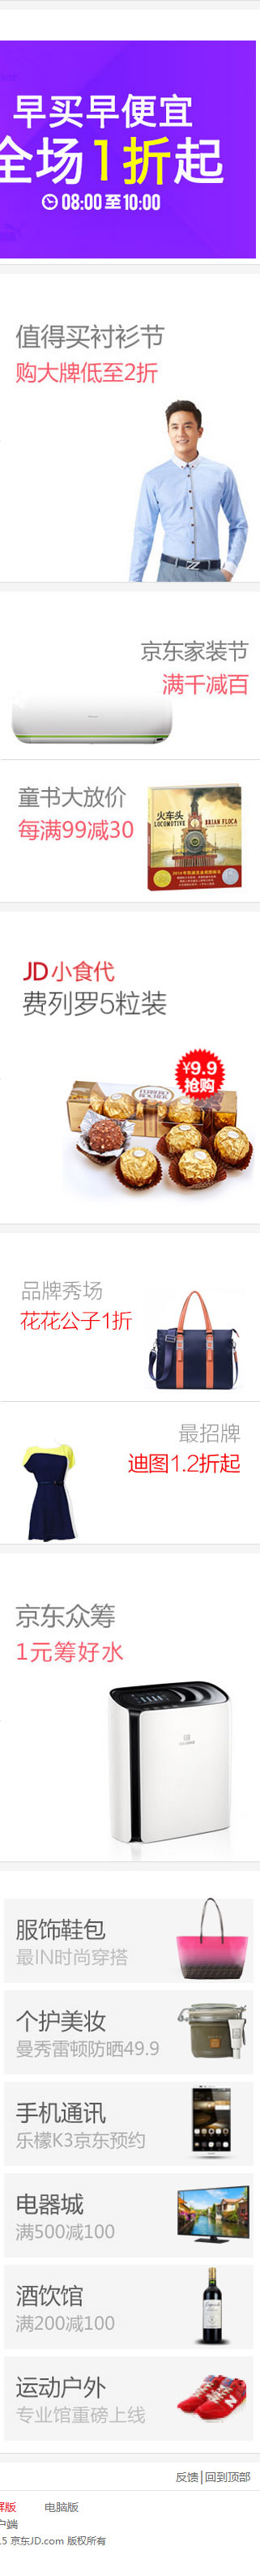 早买早便宜
全场1折起
08:00至10:00
值得买衬衫节
购大牌低至2折
京东家装节
满千减百
童书大放价
每满99减30
火车头
LOCOMOTIVE
BRIAN FLOCA
JD小食代
费列罗5粒装
¥9.9
抢购
品牌秀场
花花公子1折
最招牌
迪图1.2折起
京东众筹
1元筹好水
服饰鞋包
最IN时尚穿搭
个护美妆
曼秀雷顿防晒49.9
手机通讯
乐檬K3京东预约
电器城
满500减100
酒饮馆
满200减100
运动户外
专业馆重磅上线
反馈|回到顶部
屏版 电脑版
户端
.5 京东JD.com 版权所有